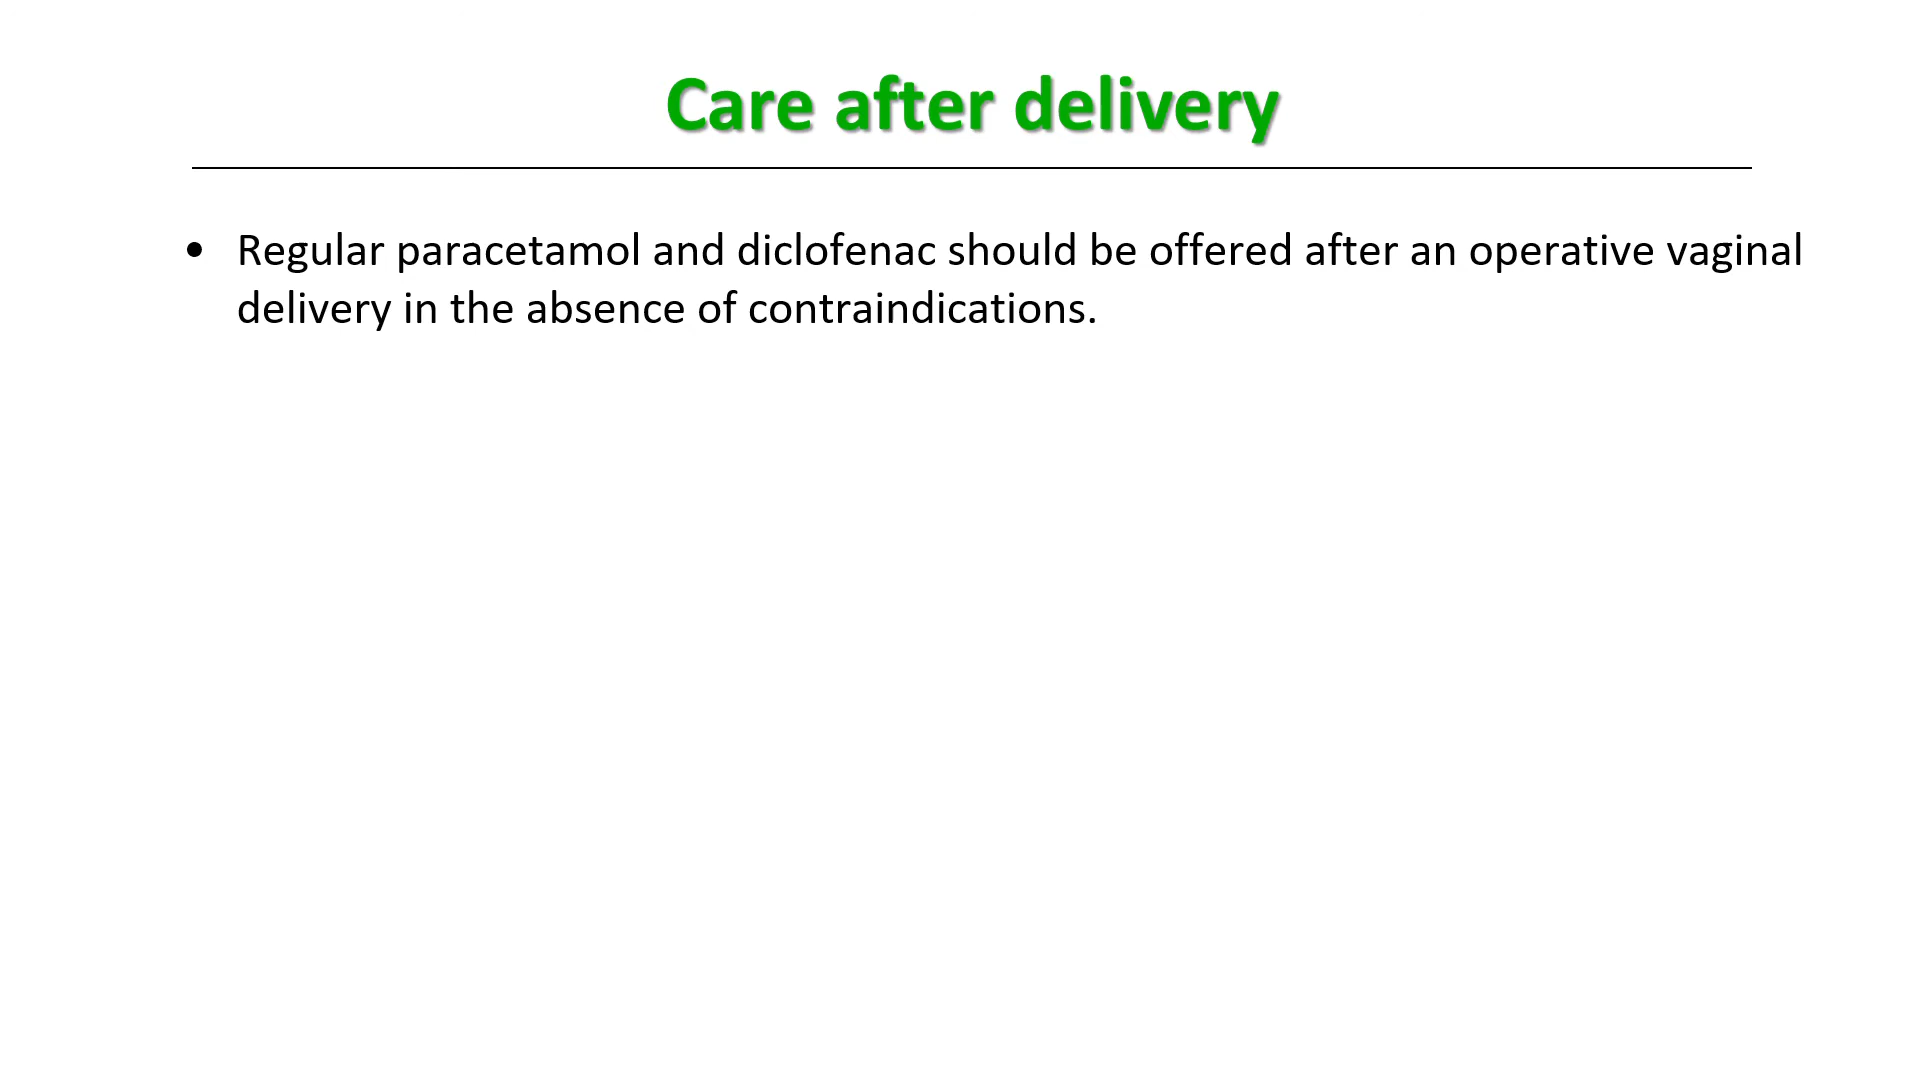 Care after delivery
• Regular paracetamol and diclofenac should be offered after an operative vaginal
delivery in the absence of contraindications.